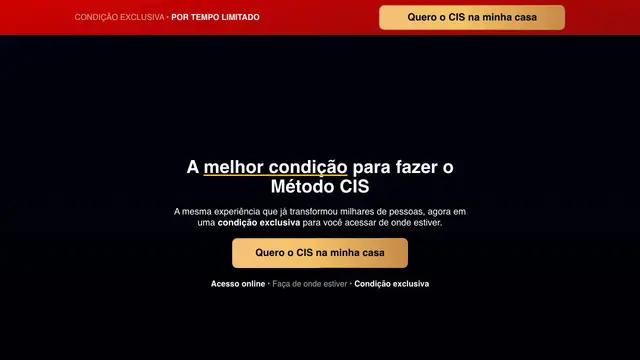 CONDIÇÃO EXCLUSIVA • POR TEMPO LIMITADO
Quero o CIS na minha casa
A melhor condição para fazer o
Método CIS
A mesma experiência que já transformou milhares de pessoas, agora em
uma condição exclusiva para você acessar de onde estiver.
Quero o CIS na minha casa
Acesso online • Faça de onde estiver • Condição exclusiva